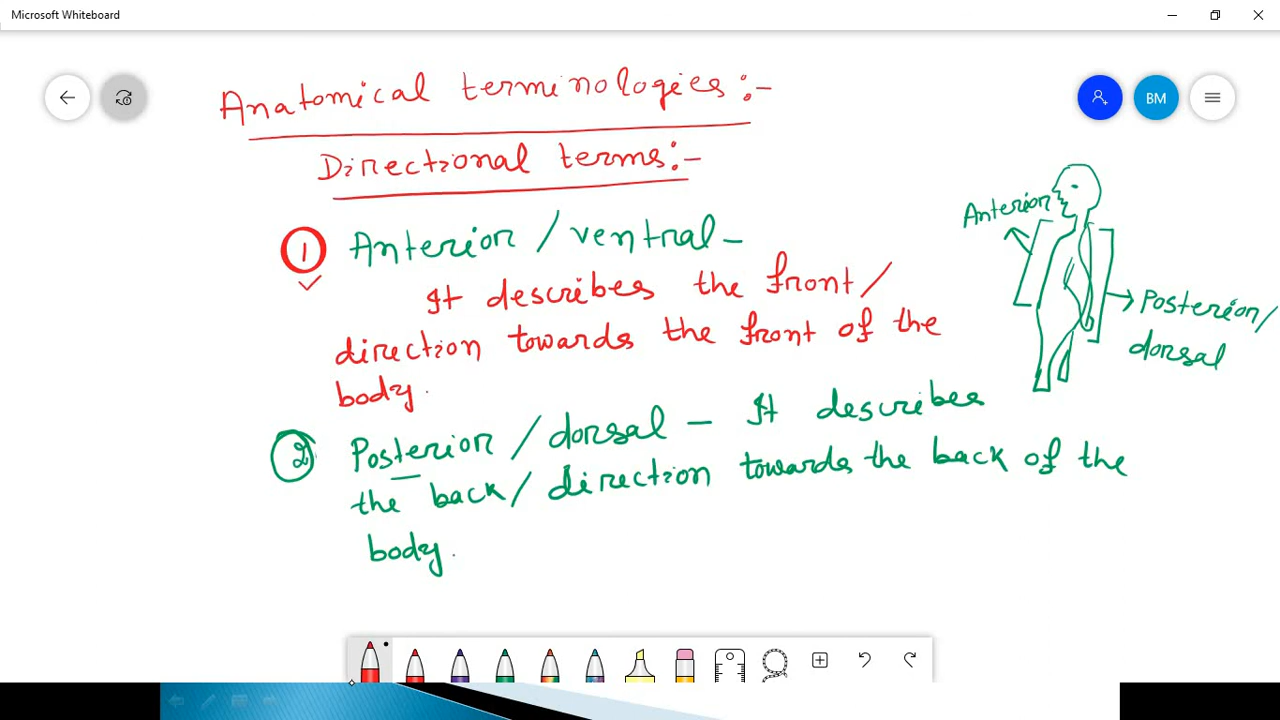 Microsoft Whiteboard
BM
Anatomical terminologies:-
Directional terms:-
① Anterior / ventral -
It describes the front /
direction towards the front of the
body.
② Posterior / dorsal - It describes
the back / direction towards the back of the
body.
Anterior
Posterior /
dorsal